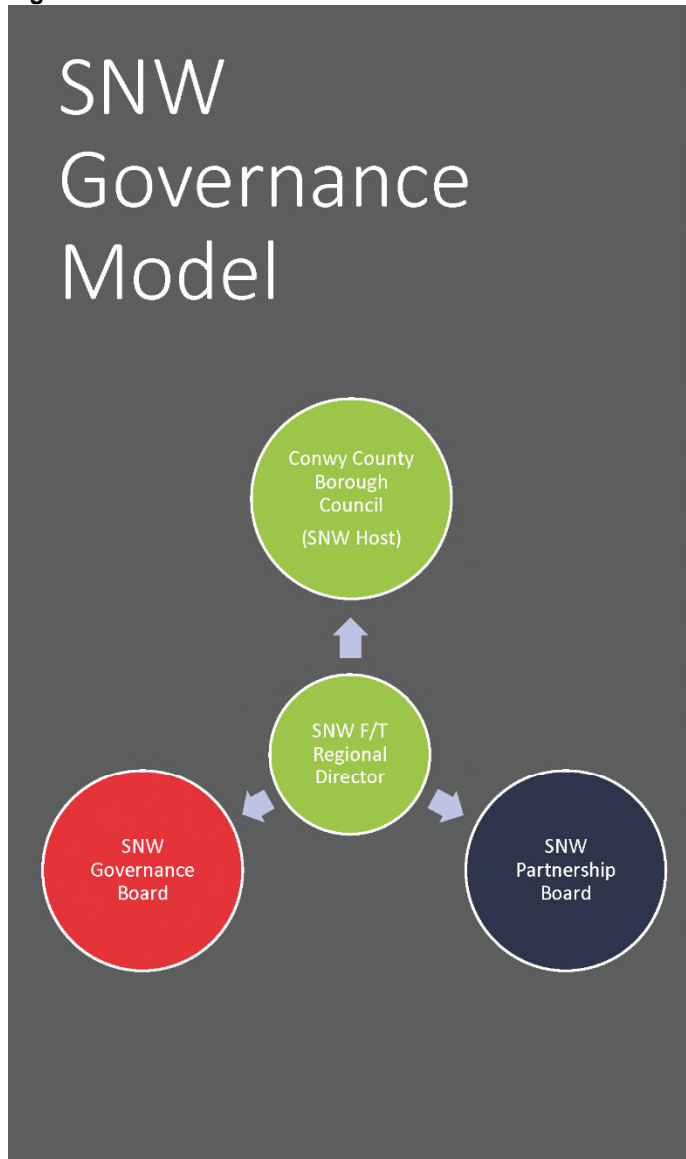 SNW
Governance
Model
Conwy County
Borough
Council
(SNW Host)
SNW F/T
Regional
Director
SNW
Governance
Board
SNW
Partnership
Board